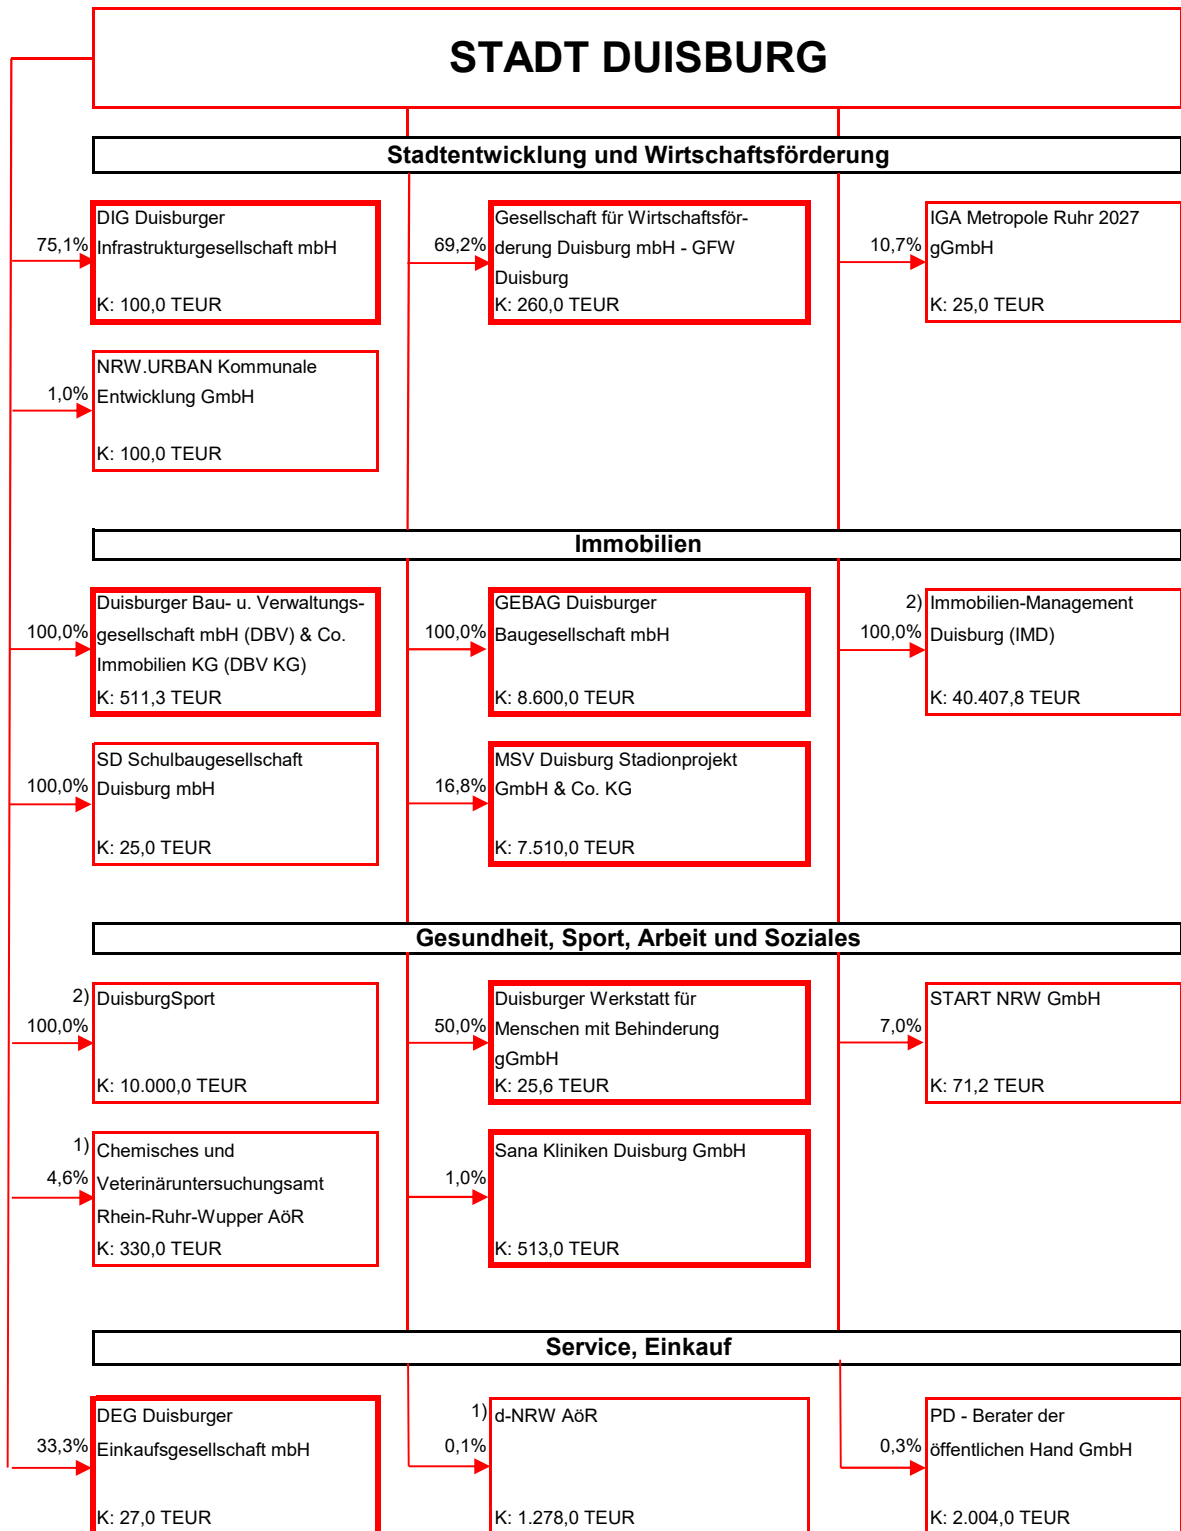 STADT DUISBURG
Stadtentwicklung und Wirtschaftsförderung
75,1%
DIG Duisburger
Infrastrukturgesellschaft mbH
K: 100,0 TEUR
69,2%
Gesellschaft für Wirtschaftsför-
derung Duisburg mbH - GFW
Duisburg
K: 260,0 TEUR
10,7%
IGA Metropole Ruhr 2027
gGmbH
K: 25,0 TEUR
1,0%
NRW.URBAN Kommunale
Entwicklung GmbH
K: 100,0 TEUR
Immobilien
100,0%
Duisburger Bau- u. Verwaltungs-
gesellschaft mbH (DBV) & Co.
Immobilien KG (DBV KG)
K: 511,3 TEUR
100,0%
GEBAG Duisburger
Baugesellschaft mbH
K: 8.600,0 TEUR
2)
100,0%
Immobilien-Management
Duisburg (IMD)
K: 40.407,8 TEUR
100,0%
SD Schulbaugesellschaft
Duisburg mbH
K: 25,0 TEUR
16,8%
MSV Duisburg Stadionprojekt
GmbH & Co. KG
K: 7.510,0 TEUR
Gesundheit, Sport, Arbeit und Soziales
2)
100,0%
DuisburgSport
K: 10.000,0 TEUR
50,0%
Duisburger Werkstatt für
Menschen mit Behinderung
gGmbH
K: 25,6 TEUR
7,0%
START NRW GmbH
K: 71,2 TEUR
1)
4,6%
Chemisches und
Veterinäruntersuchungsamt
Rhein-Ruhr-Wupper AöR
K: 330,0 TEUR
1,0%
Sana Kliniken Duisburg GmbH
K: 513,0 TEUR
Service, Einkauf
33,3%
DEG Duisburger
Einkaufsgesellschaft mbH
K: 27,0 TEUR
1)
0,1%
d-NRW AöR
K: 1.278,0 TEUR
0,3%
PD - Berater der
öffentlichen Hand GmbH
K: 2.004,0 TEUR